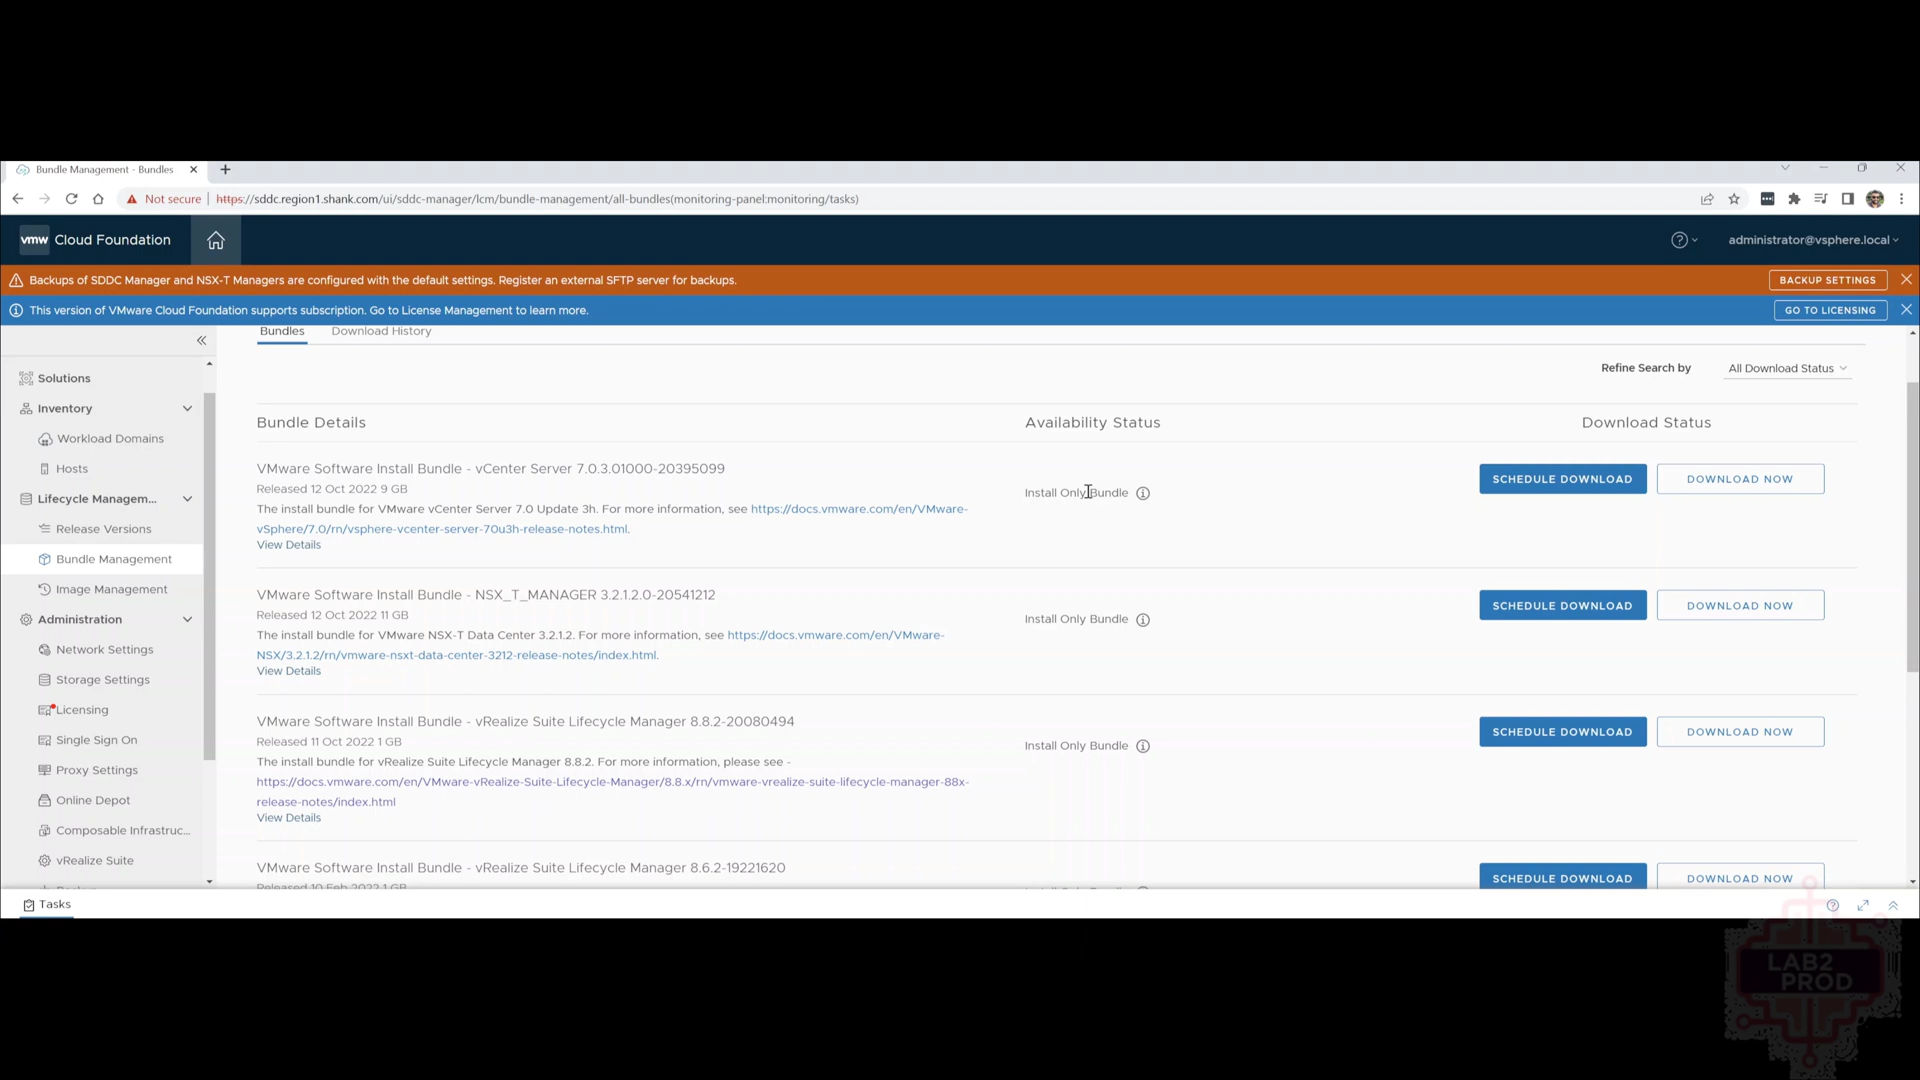 Bundle Management - Bundles
Not secure
https://sddc.region1.shank.com/ui/sddc-manager/lcm/bundle-management/all-bundles(monitoring-panel:monitoring/tasks)
vmw Cloud Foundation
administrator@vsphere.local
Backups of SDDC Manager and NSX-T Managers are configured with the default settings. Register an external SFTP server for backups.
BACKUP SETTINGS
This version of VMware Cloud Foundation supports subscription. Go to License Management to learn more.
GO TO LICENSING
Solutions
Inventory
Workload Domains
Hosts
Lifecycle Managem...
Release Versions
Bundle Management
Image Management
Administration
Network Settings
Storage Settings
Licensing
Single Sign On
Proxy Settings
Online Depot
Composable Infrastruc...
vRealize Suite
Bundles
Download History
Refine Search by
All Download Status
Bundle Details
Availability Status
Download Status
VMware Software Install Bundle - vCenter Server 7.0.3.01000-20395099
Released 12 Oct 2022 9 GB
The install bundle for VMware vCenter Server 7.0 Update 3h. For more information, see https://docs.vmware.com/en/VMware-
vSphere/7.0/rn/vsphere-vcenter-server-70u3h-release-notes.html.
View Details
Install Only Bundle
SCHEDULE DOWNLOAD
DOWNLOAD NOW
VMware Software Install Bundle - NSX_T_MANAGER 3.2.1.2.0-20541212
Released 12 Oct 2022 11 GB
The install bundle for VMware NSX-T Data Center 3.2.1.2. For more information, see https://docs.vmware.com/en/VMware-
NSX/3.2.1.2/rn/vmware-nsxt-data-center-3212-release-notes/index.html.
View Details
Install Only Bundle
SCHEDULE DOWNLOAD
DOWNLOAD NOW
VMware Software Install Bundle - vRealize Suite Lifecycle Manager 8.8.2-20080494
Released 11 Oct 2022 1 GB
The install bundle for vRealize Suite Lifecycle Manager 8.8.2. For more information, please see -
https://docs.vmware.com/en/VMware-vRealize-Suite-Lifecycle-Manager/8.8.x/rn/vmware-vrealize-suite-lifecycle-manager-88x-
release-notes/index.html
View Details
Install Only Bundle
SCHEDULE DOWNLOAD
DOWNLOAD NOW
VMware Software Install Bundle - vRealize Suite Lifecycle Manager 8.6.2-19221620
Released 10 Feb 2022 1 GB
SCHEDULE DOWNLOAD
DOWNLOAD NOW
Tasks
LAB2
PROD